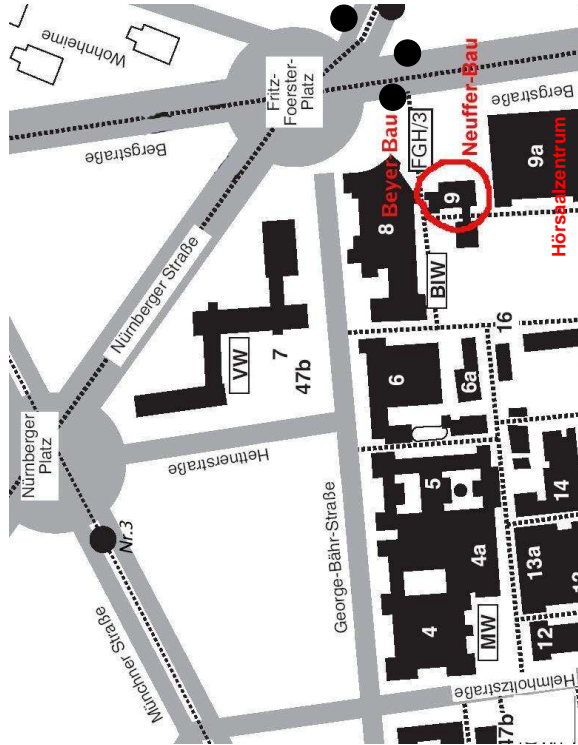 Wohnheime
Fritz-
Foerster-
Platz
Bergstraße
Bergstraße
Nürnberger Straße
Nürnberger
Platz
Nr.3
Münchner Straße
Hettnerstraße
George-Bähr-Straße
Helmholtzstraße
Beyer Bau
Neuffer-Bau
Hörsaalzentrum
FGH/3
BIW
VW
MW
8
9
9a
7
47b
6
6a
16
5
4a
4
14
13a
12
47b